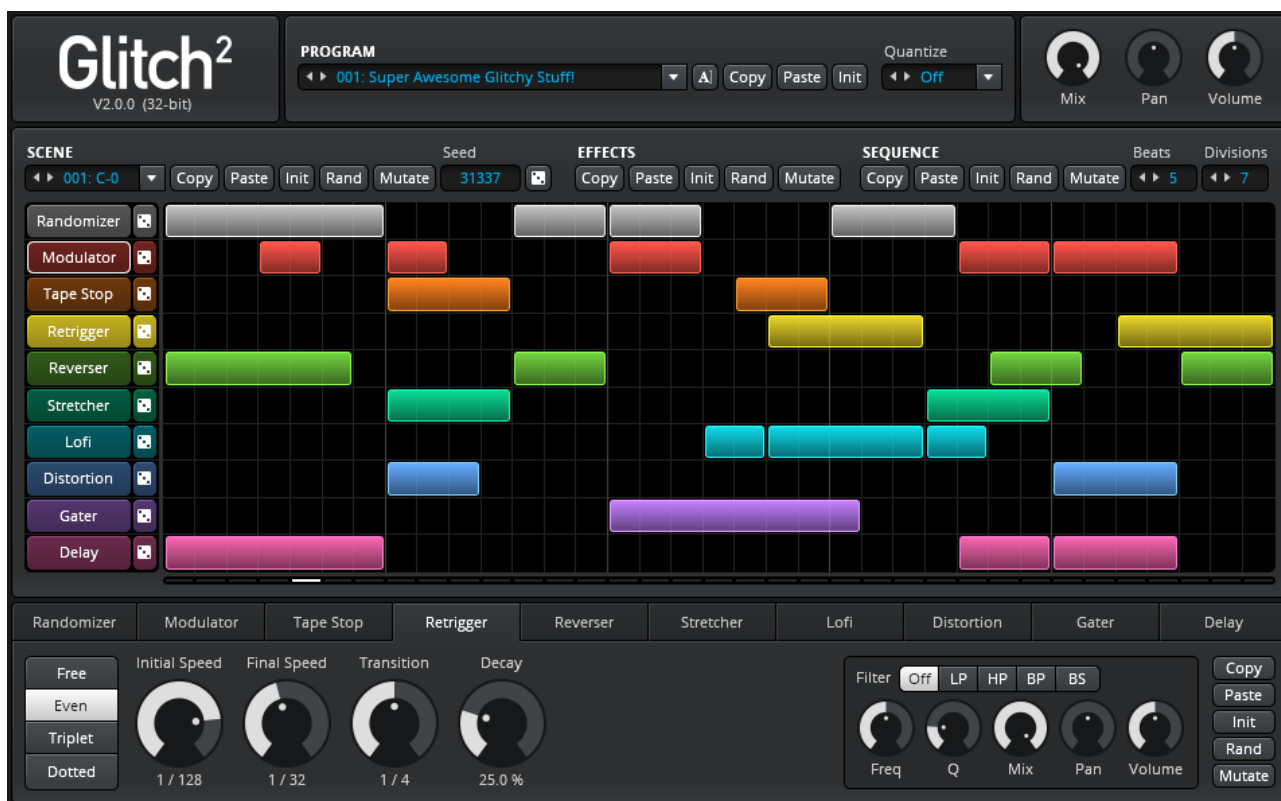 Glitch²
V2.0.0 (32-bit)
PROGRAM
001: Super Awesome Glitchy Stuff!
A
Copy
Paste
Init
Quantize
Off
Mix
Pan
Volume
SCENE
001: C-0
Copy
Paste
Init
Rand
Mutate
Seed
31337
EFFECTS
Copy
Paste
Init
Rand
Mutate
SEQUENCE
Copy
Paste
Init
Rand
Mutate
Beats
5
Divisions
7
Randomizer
Modulator
Tape Stop
Retrigger
Reverser
Stretcher
Lofi
Distortion
Gater
Delay
Randomizer
Modulator
Tape Stop
Retrigger
Reverser
Stretcher
Lofi
Distortion
Gater
Delay
Free
Even
Triplet
Dotted
Initial Speed
1 / 128
Final Speed
1 / 32
Transition
1 / 4
Decay
25.0 %
Filter
Off
LP
HP
BP
BS
Freq
Q
Mix
Pan
Volume
Copy
Paste
Init
Rand
Mutate